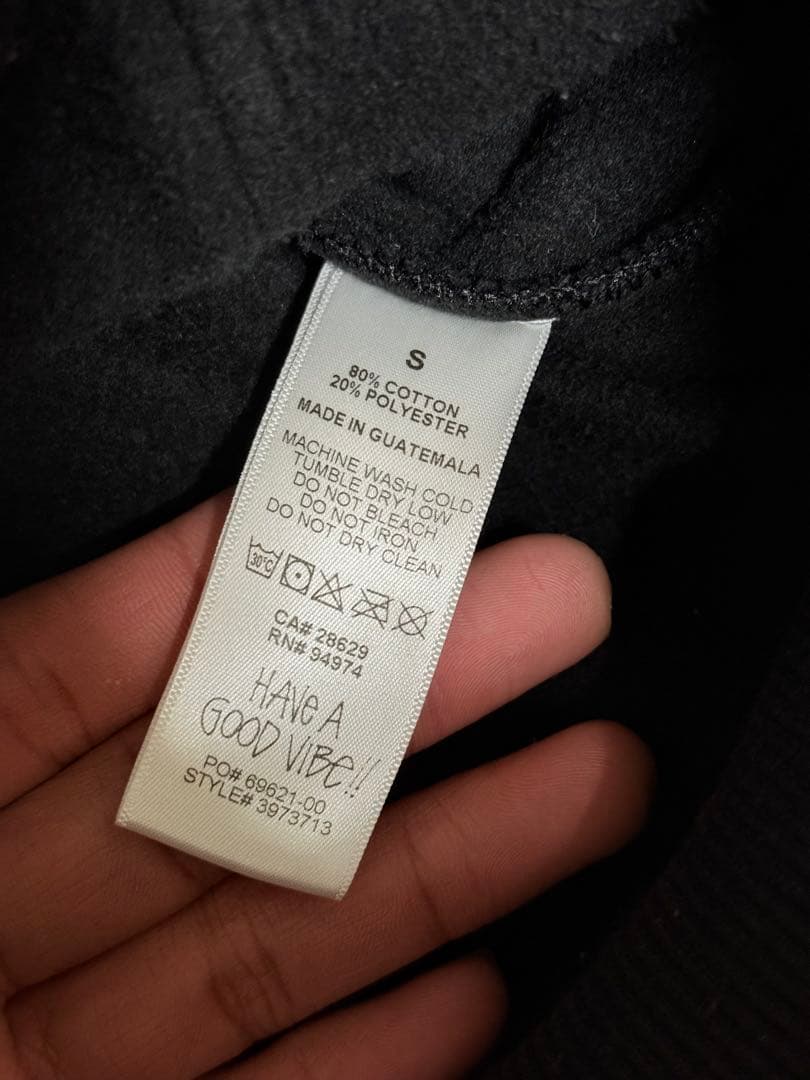 S
80% COTTON
20% POLYESTER
MADE IN GUATEMALA
MACHINE WASH COLD
TUMBLE DRY LOW
DO NOT BLEACH
DO NOT IRON
DO NOT DRY CLEAN
30°C
CA# 28629
RN# 94974
HAVE A
GOOD VIBE!!
PO# 69621-00
STYLE# 3973713